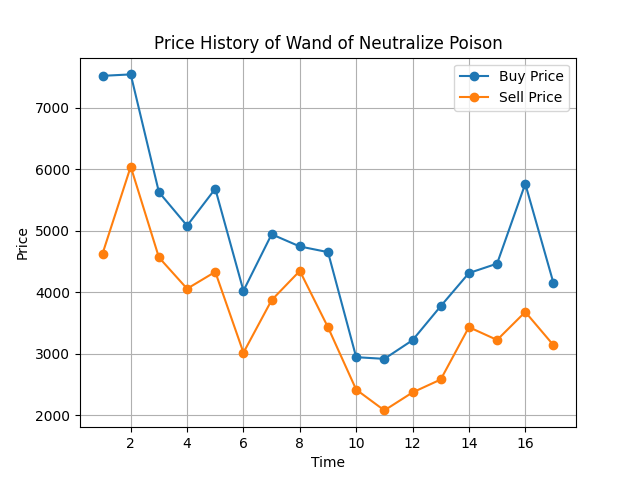 Price History of Wand of Neutralize Poison
Buy Price
Sell Price
7000
6000
5000
4000
3000
2000
Price
2 4 6 8 10 12 14 16
Time